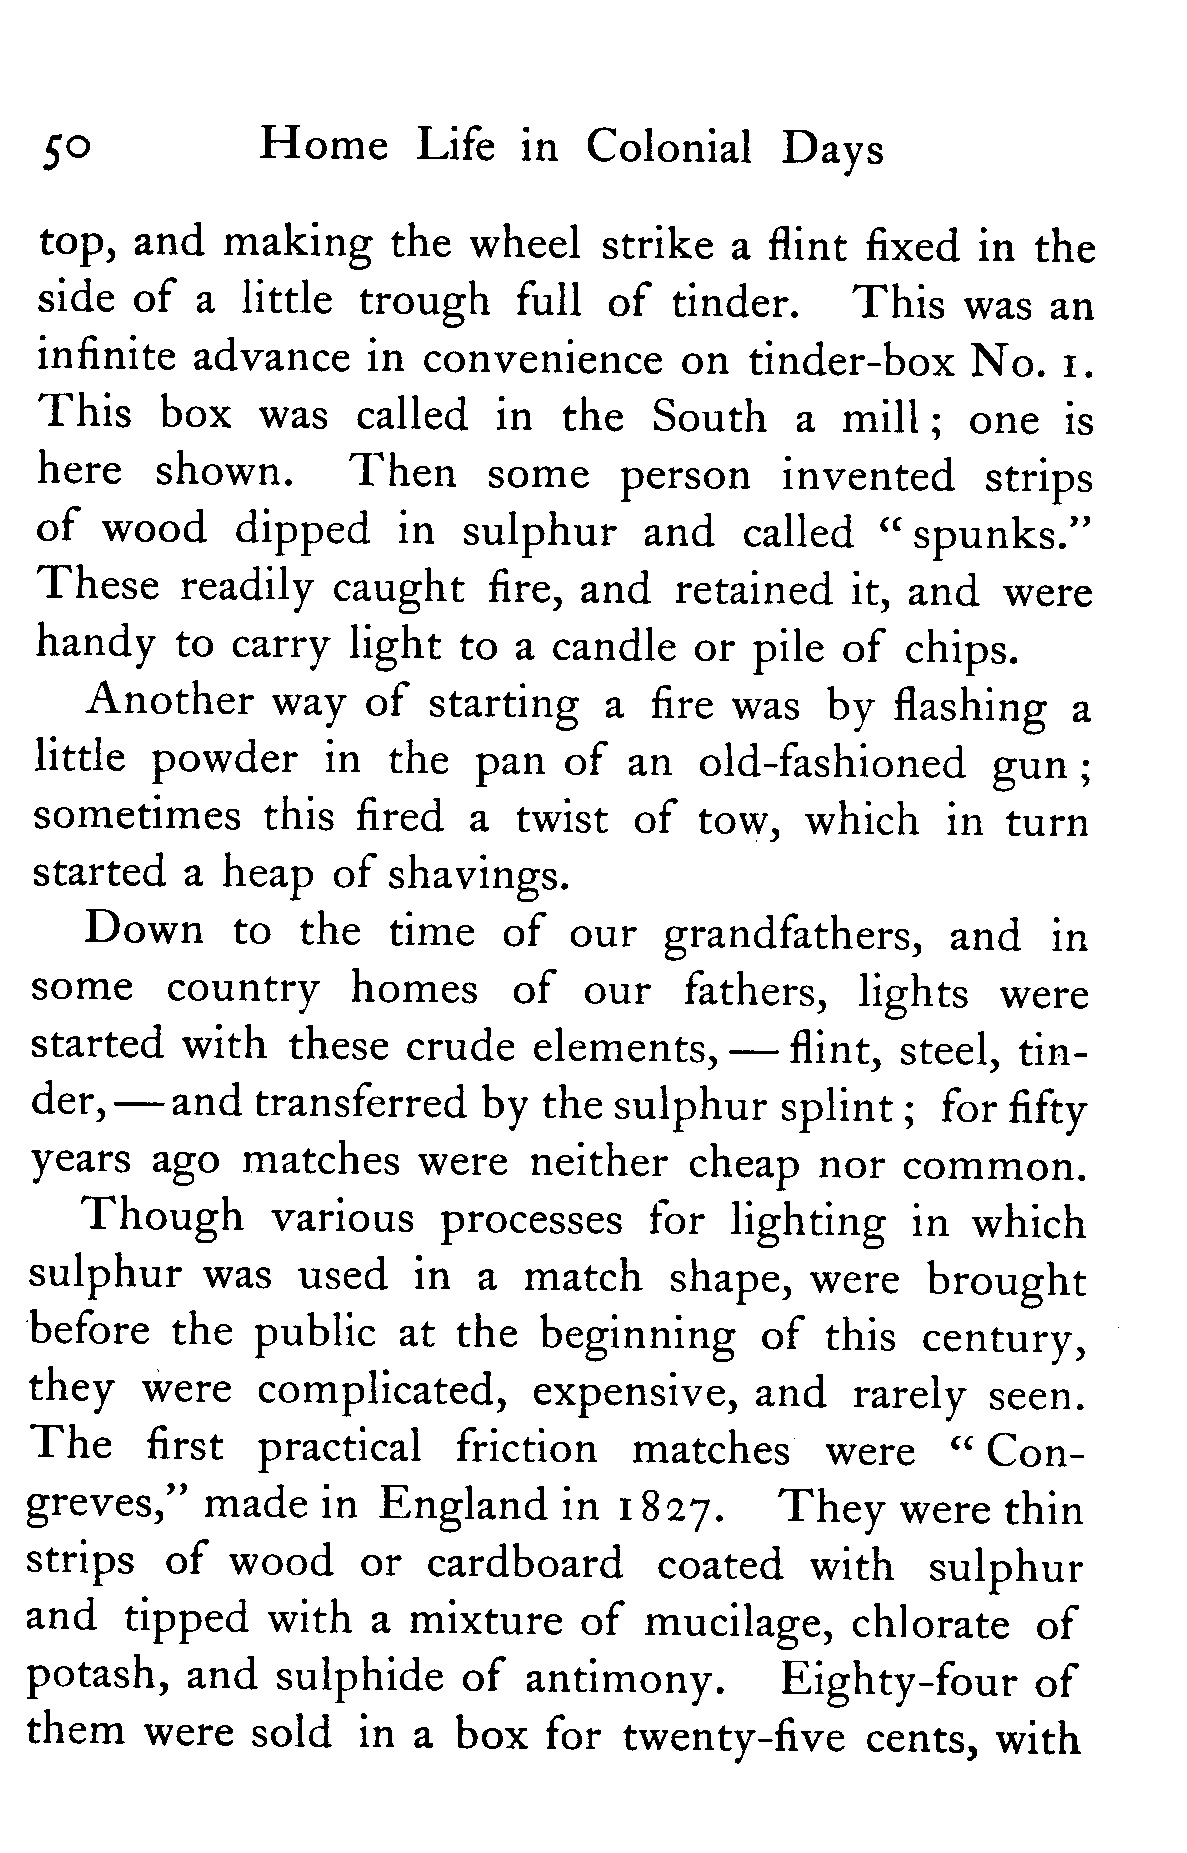 50 Home Life in Colonial Days
top, and making the wheel strike a flint fixed in the
side of a little trough full of tinder. This was an
infinite advance in convenience on tinder-box No. 1.
This box was called in the South a mill; one is
here shown. Then some person invented strips
of wood dipped in sulphur and called "spunks."
These readily caught fire, and retained it, and were
handy to carry light to a candle or pile of chips.
Another way of starting a fire was by flashing a
little powder in the pan of an old-fashioned gun;
sometimes this fired a twist of tow, which in turn
started a heap of shavings.
Down to the time of our grandfathers, and in
some country homes of our fathers, lights were
started with these crude elements,—flint, steel, tin-
der,—and transferred by the sulphur splint; for fifty
years ago matches were neither cheap nor common.
Though various processes for lighting in which
sulphur was used in a match shape, were brought
before the public at the beginning of this century,
they were complicated, expensive, and rarely seen.
The first practical friction matches were "Con-
greves," made in England in 1827. They were thin
strips of wood or cardboard coated with sulphur
and tipped with a mixture of mucilage, chlorate of
potash, and sulphide of antimony. Eighty-four of
them were sold in a box for twenty-five cents, with